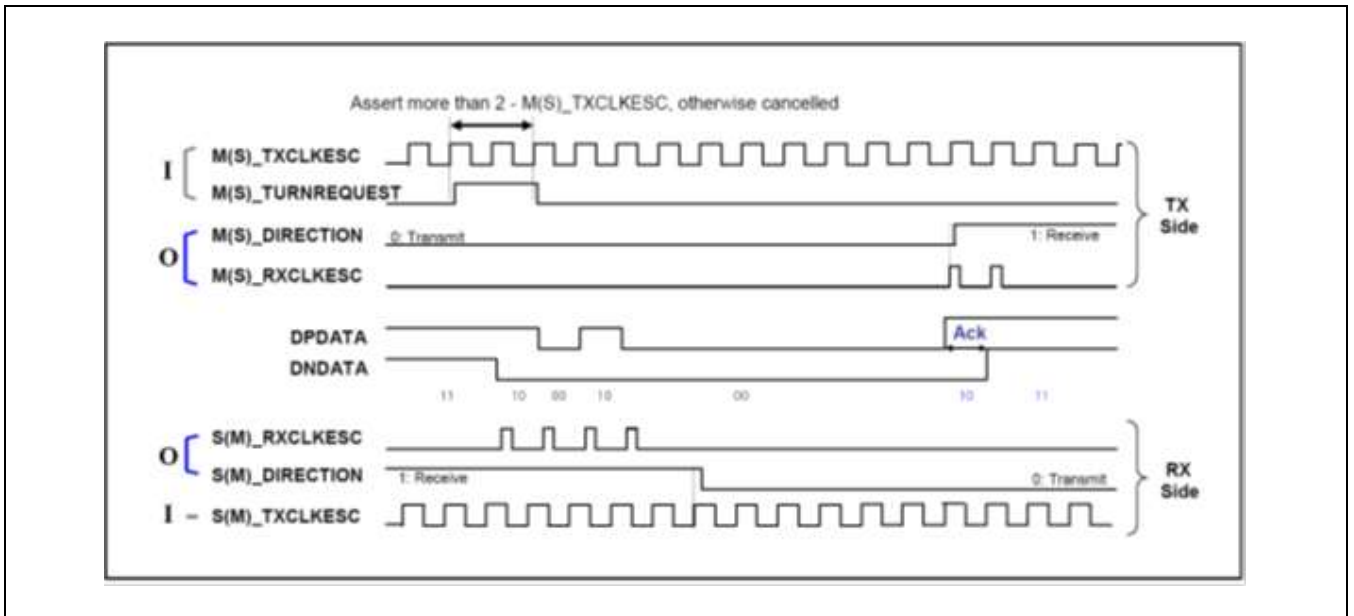 Assert more than 2 - M(S)_TXCLKESC, otherwise cancelled
I M(S)_TXCLKESC
M(S)_TURNREQUEST
TX Side
O M(S)_DIRECTION 0: Transmit 1: Receive
M(S)_RXCLKESC
DPDATA Ack
DNDATA
11 10 00 10 00 10 11
O S(M)_RXCLKESC
S(M)_DIRECTION 1: Receive 0: Transmit
RX Side
I – S(M)_TXCLKESC